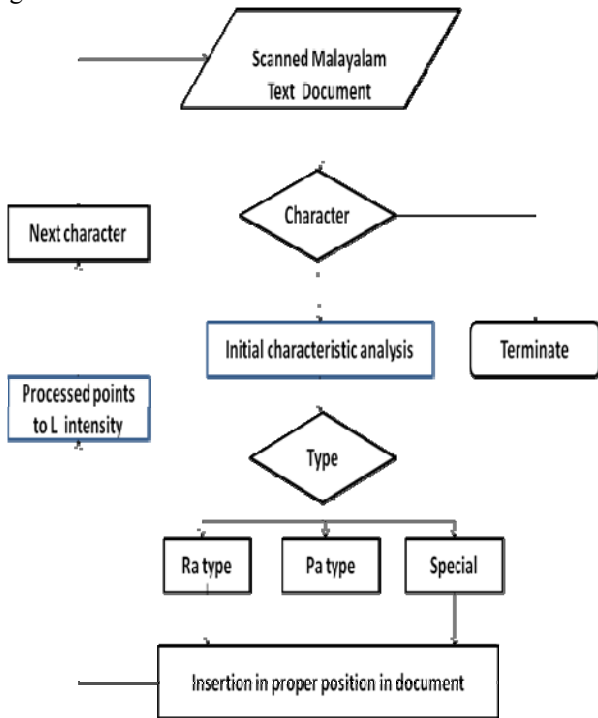 Scanned Malayalam
Text Document
Character
Next character
Initial characteristic analysis
Terminate
Processed points
to L intensity
Type
Ra type
Pa type
Special
Insertion in proper position in document